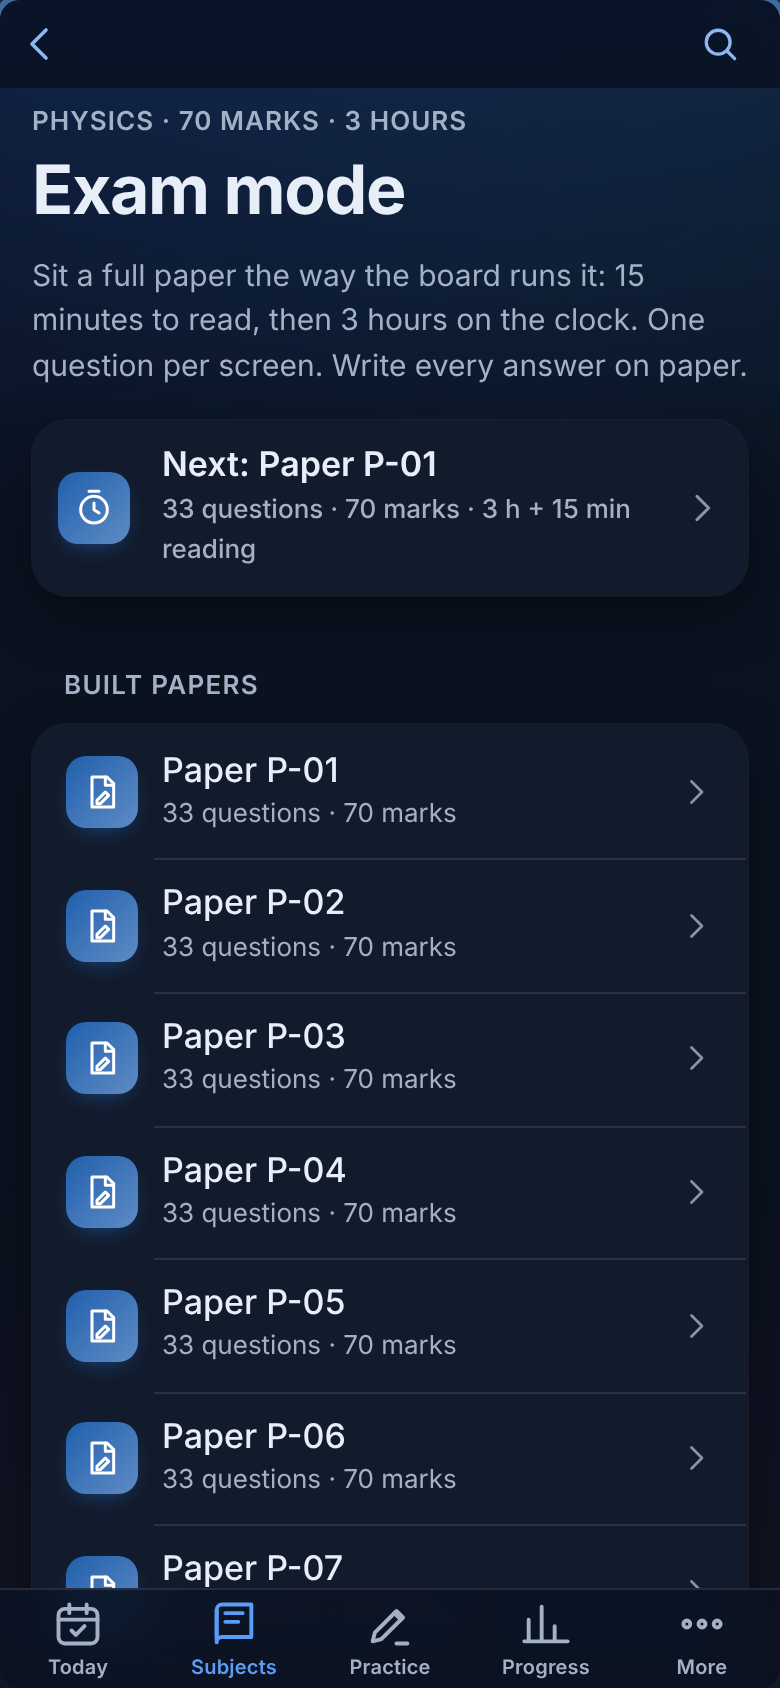 PHYSICS · 70 MARKS · 3 HOURS
Exam mode
Sit a full paper the way the board runs it: 15
minutes to read, then 3 hours on the clock. One
question per screen. Write every answer on paper.
Next: Paper P-01
33 questions · 70 marks · 3 h + 15 min
reading
BUILT PAPERS
Paper P-01
33 questions · 70 marks
Paper P-02
33 questions · 70 marks
Paper P-03
33 questions · 70 marks
Paper P-04
33 questions · 70 marks
Paper P-05
33 questions · 70 marks
Paper P-06
33 questions · 70 marks
Paper P-07
Today
Subjects
Practice
Progress
More